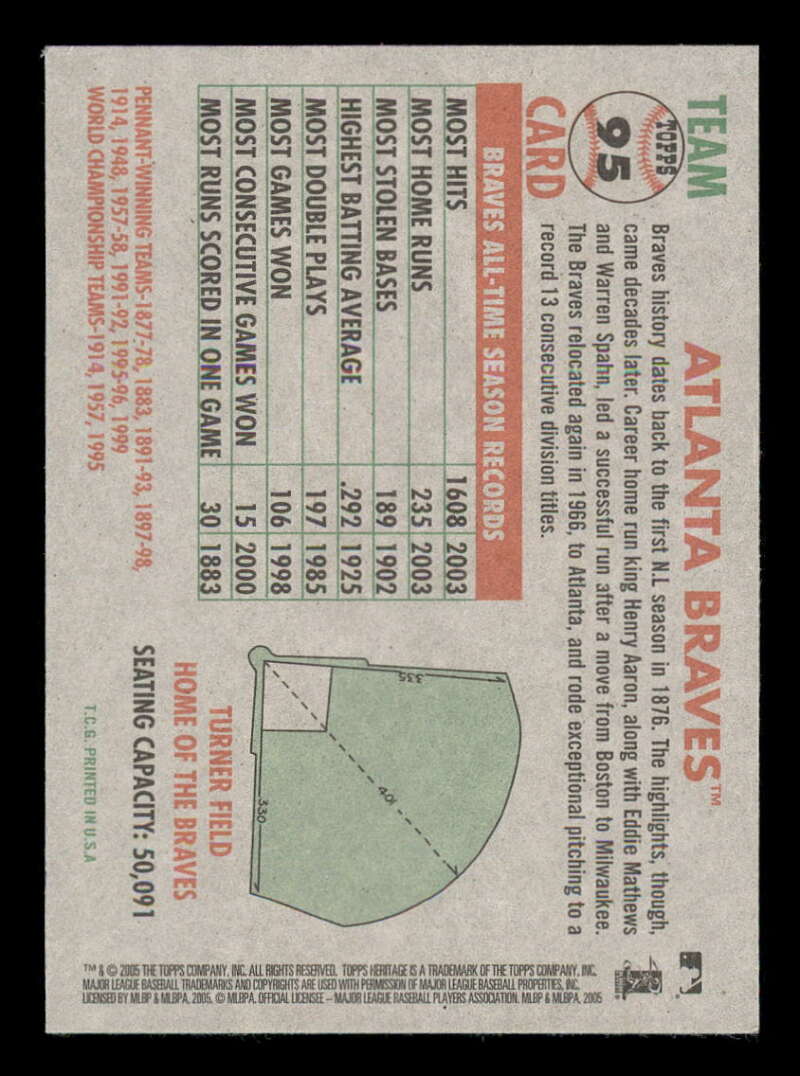 TEAM
TOPPS
95
CARD
ATLANTA BRAVES™
Braves history dates back to the first N.L season in 1876. The highlights, though,
came decades later. Career home run king Henry Aaron, along with Eddie Mathews
and Warren Spahn, led a successful run after a move from Boston to Milwaukee.
The Braves relocated again in 1966, to Atlanta, and rode exceptional pitching to a
record 13 consecutive division titles.
BRAVES ALL-TIME SEASON RECORDS
MOST HITS 1608 2003
MOST HOME RUNS 235 2003
MOST STOLEN BASES 189 1902
HIGHEST BATTING AVERAGE .292 1925
MOST DOUBLE PLAYS 197 1985
MOST GAMES WON 106 1998
MOST CONSECUTIVE GAMES WON 15 2000
MOST RUNS SCORED IN ONE GAME 30 1883
PENNANT-WINNING TEAMS-1877-78, 1883, 1891-93, 1897-98,
1914, 1948, 1957-58, 1991-92, 1995-96, 1999
WORLD CHAMPIONSHIP TEAMS-1914, 1957, 1995
335
401
330
TURNER FIELD
HOME OF THE BRAVES
SEATING CAPACITY: 50,091
T.C.G. PRINTED IN U.S.A
™ & © 2005 THE TOPPS COMPANY, INC. ALL RIGHTS RESERVED. TOPPS HERITAGE IS A TRADEMARK OF THE TOPPS COMPANY, INC.
MAJOR LEAGUE BASEBALL TRADEMARKS AND COPYRIGHTS ARE USED WITH PERMISSION OF MAJOR LEAGUE BASEBALL PROPERTIES, INC.
LICENSED BY MLBP & MLBPA, 2005. © MLBPA. OFFICIAL LICENSEE – MAJOR LEAGUE BASEBALL PLAYERS ASSOCIATION. MLBP & MLBPA, 2005